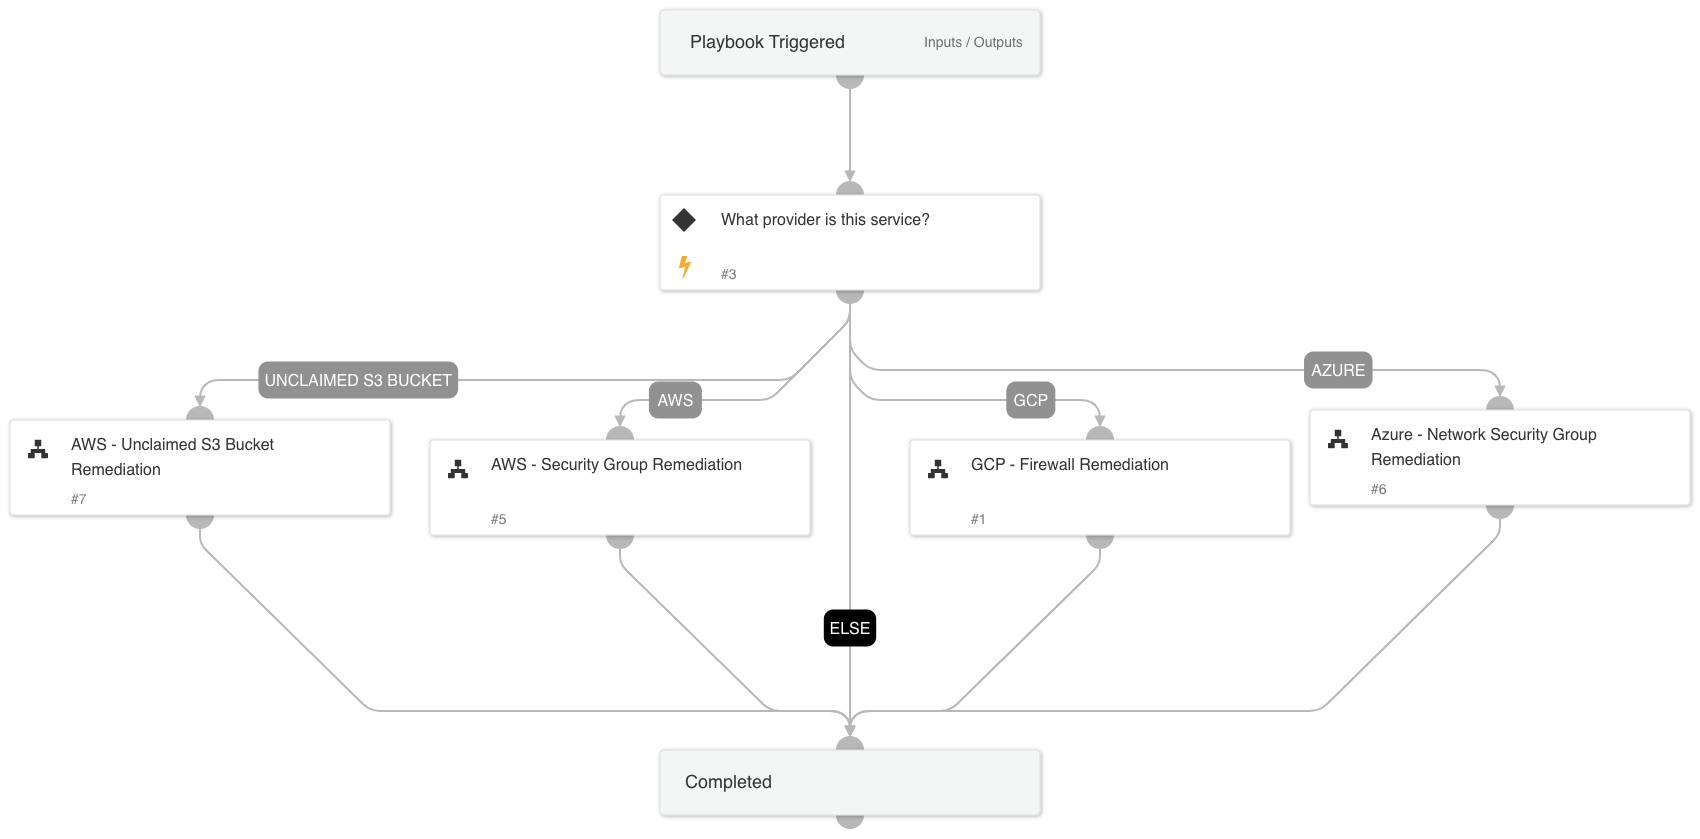 Playbook Triggered
Inputs / Outputs
What provider is this service?
#3
UNCLAIMED S3 BUCKET
AWS
GCP
AZURE
AWS - Unclaimed S3 Bucket
Remediation
#7
AWS - Security Group Remediation
#5
GCP - Firewall Remediation
#1
Azure - Network Security Group
Remediation
#6
ELSE
Completed